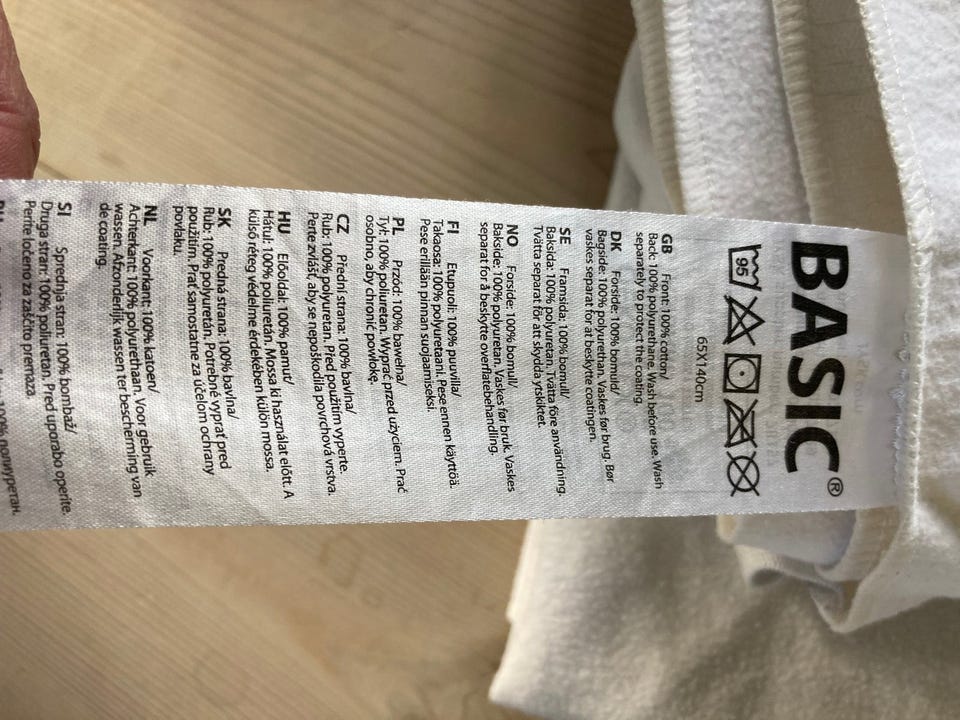 BASIC®
95
65X140cm
GB Front: 100% cotton/
Back: 100% polyurethane. Wash before use. Wash
separately to protect the coating.
DK Forside: 100% bomuld/
Bagside: 100% polyurethan. Vaskes før brug. Bør
vaskes separat for at beskytte coatingen.
SE Framsida: 100% bomull/
Baksida: 100% polyuretan. Tvätta före användning.
Tvätta separat för att skydda ytskiktet.
NO Forside: 100% bomull/
Bakside: 100% polyuretan. Vaskes før bruk. Vaskes
separat for å beskytte overflatebehandling.
FI Etupuoli: 100% puuvilla/
Takaosa: 100% polyuretaani. Pese ennen käyttöä.
Pese erillään pinnan suojaamiseksi.
PL Przód: 100% bawełna/
Tył: 100% poliuretan. Wyprać przed użyciem. Prać
osobno, aby chronic powłokę.
CZ Přední strana: 100% bavlna/
Rub: 100% polyuretan. Před použitím vyperte.
Perte zvlášť, aby se nepoškodila povrchová vrstva.
HU Előoldal: 100% pamut/
Hátul: 100% poliuretán. Mossa ki használat előtt. A
külső réteg védelme érdekében külön mossa.
SK Predná strana: 100% bavlna/
Rub: 100% polyuretán. Potrebné vyprať pred
použitím. Prať samostatne za účelom ochrany
povlaku.
NL Voorkant: 100% katoen/
Achterkant: 100% polyurethaan. Voor gebruik
wassen. Afzonderlijk wassen ter bescherming van
de coating.
SI Sprednja stran: 100% bombaž/
Druga stran: 100% poliuretan. Pred uporabo operite.
Perite ločeno za zaščito premaza.
100% полиуретан.